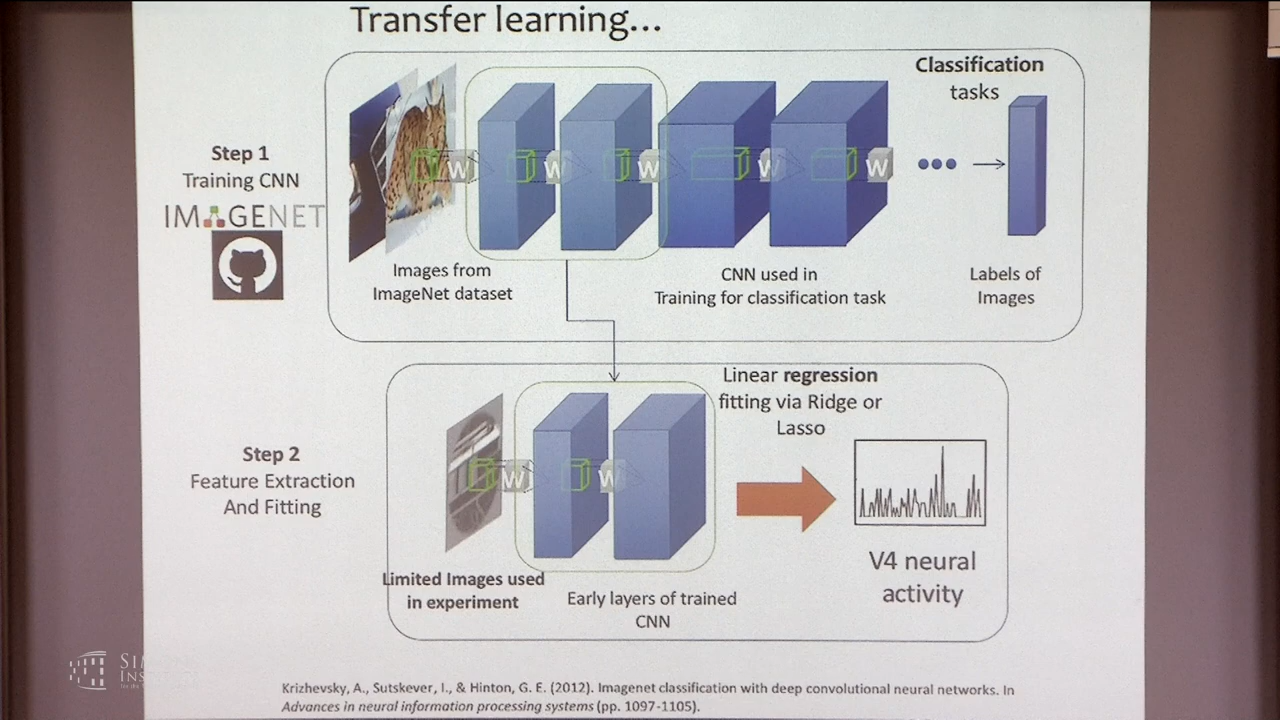 Transfer learning...
Classification
tasks
Step 1
Training CNN
IMAGENET
W W W W W
Images from
ImageNet dataset
CNN used in
Training for classification task
Labels of
Images
Linear regression
fitting via Ridge or
Lasso
Step 2
Feature Extraction
And Fitting
W W
V4 neural
activity
Limited Images used
in experiment
Early layers of trained
CNN
Krizhevsky, A., Sutskever, I., & Hinton, G. E. (2012). Imagenet classification with deep convolutional neural networks. In
Advances in neural information processing systems (pp. 1097-1105).